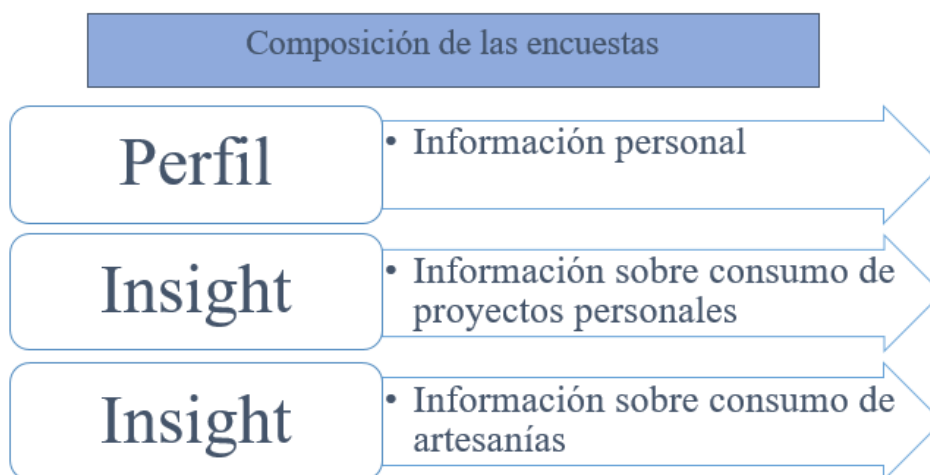 Composición de las encuestas
Perfil
• Información personal
Insight
• Información sobre consumo de
proyectos personales
Insight
• Información sobre consumo de
artesanías